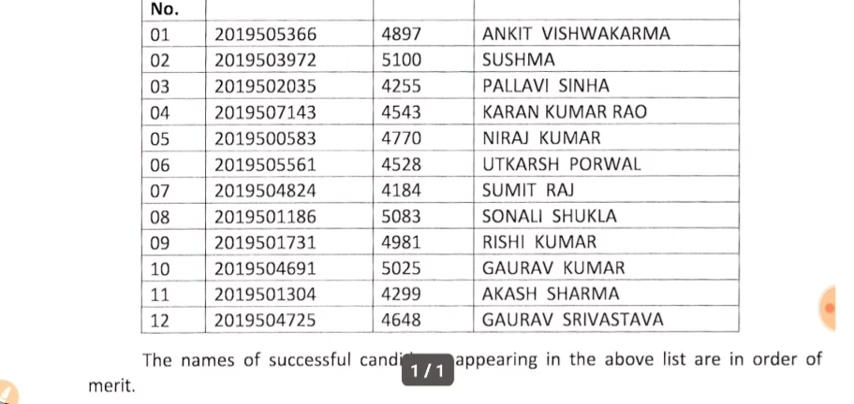 No.
01 2019505366 4897 ANKIT VISHWAKARMA
02 2019503972 5100 SUSHMA
03 2019502035 4255 PALLAVI SINHA
04 2019507143 4543 KARAN KUMAR RAO
05 2019500583 4770 NIRAJ KUMAR
06 2019505561 4528 UTKARSH PORWAL
07 2019504824 4184 SUMIT RAJ
08 2019501186 5083 SONALI SHUKLA
09 2019501731 4981 RISHI KUMAR
10 2019504691 5025 GAURAV KUMAR
11 2019501304 4299 AKASH SHARMA
12 2019504725 4648 GAURAV SRIVASTAVA
The names of successful appearing in the above list are in order of
1 / 1
merit.